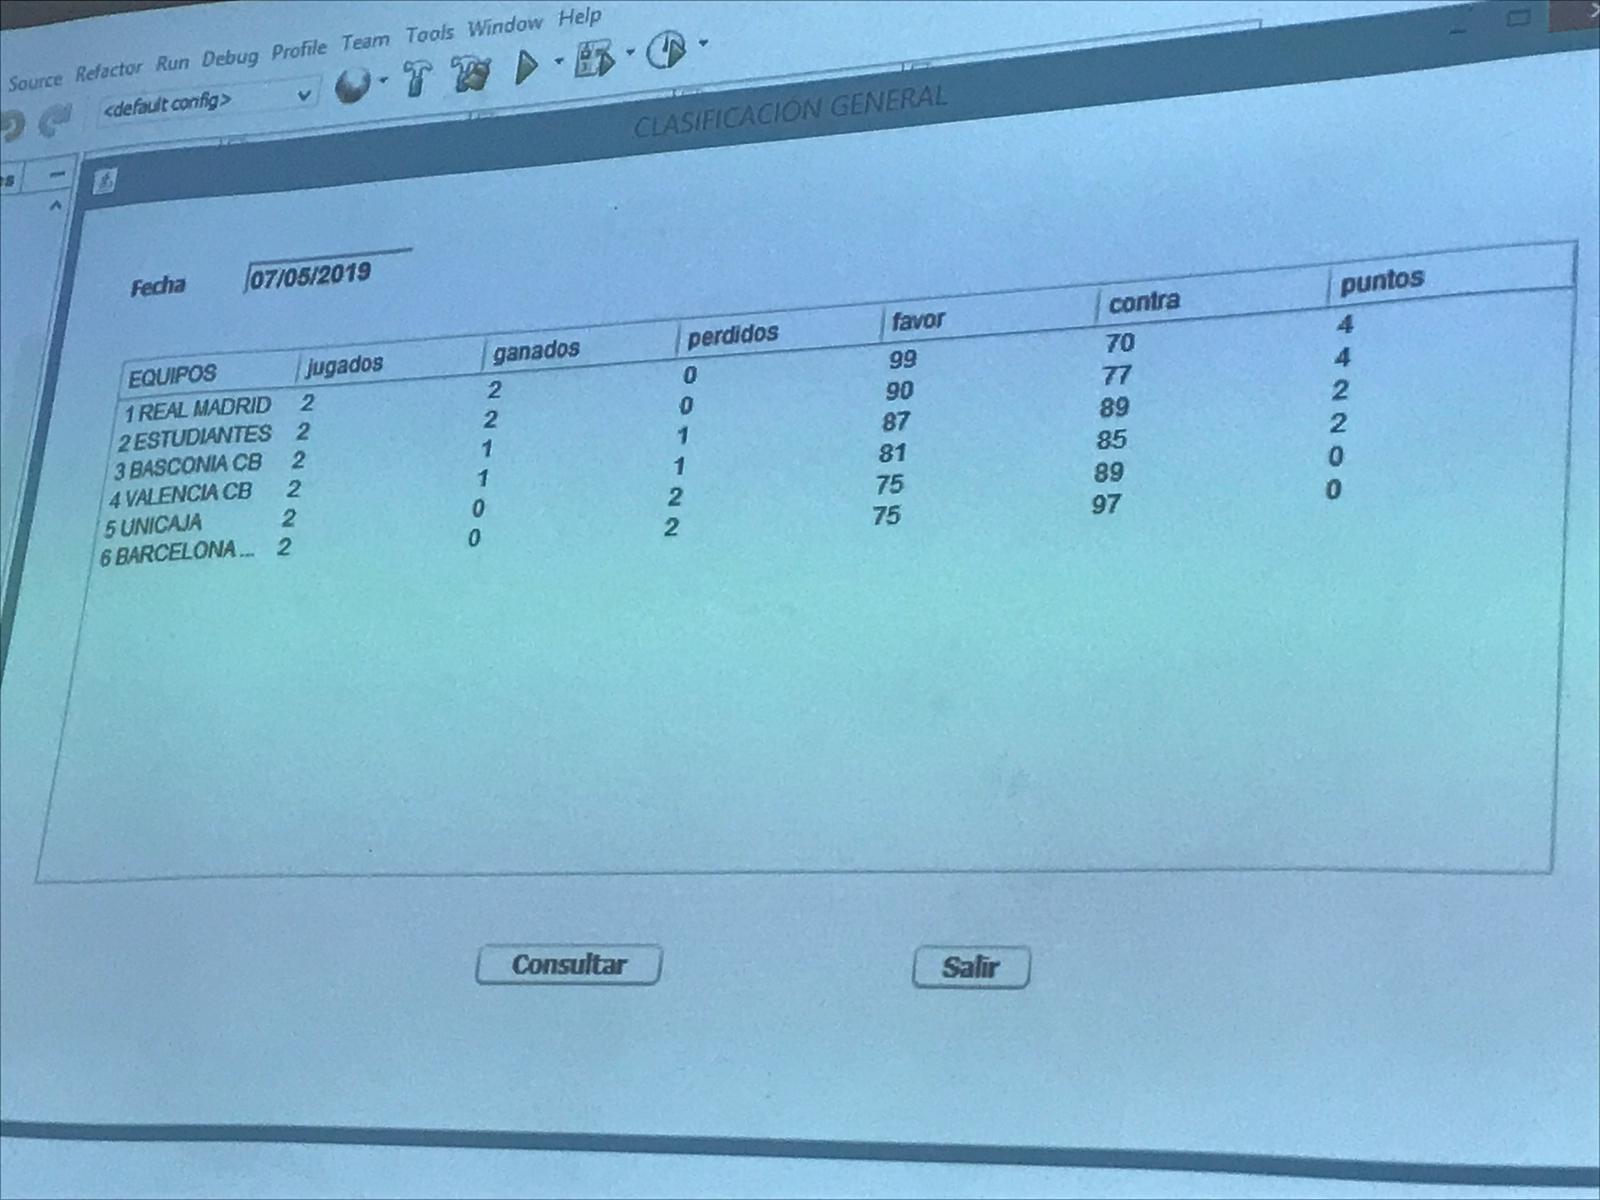 Source Refactor Run Debug Profile Team Tools Window Help
<default config>
CLASIFICACIÓN GENERAL
Fecha 07/05/2019
EQUIPOS jugados ganados perdidos favor contra puntos
1 REAL MADRID 2 2 0 99 70 4
2 ESTUDIANTES 2 2 0 90 77 4
3 BASCONIA CB 2 1 1 87 89 2
4 VALENCIA CB 2 1 1 81 85 2
5 UNICAJA 2 0 2 75 89 0
6 BARCELONA ... 2 0 2 75 97 0
Consultar Salir